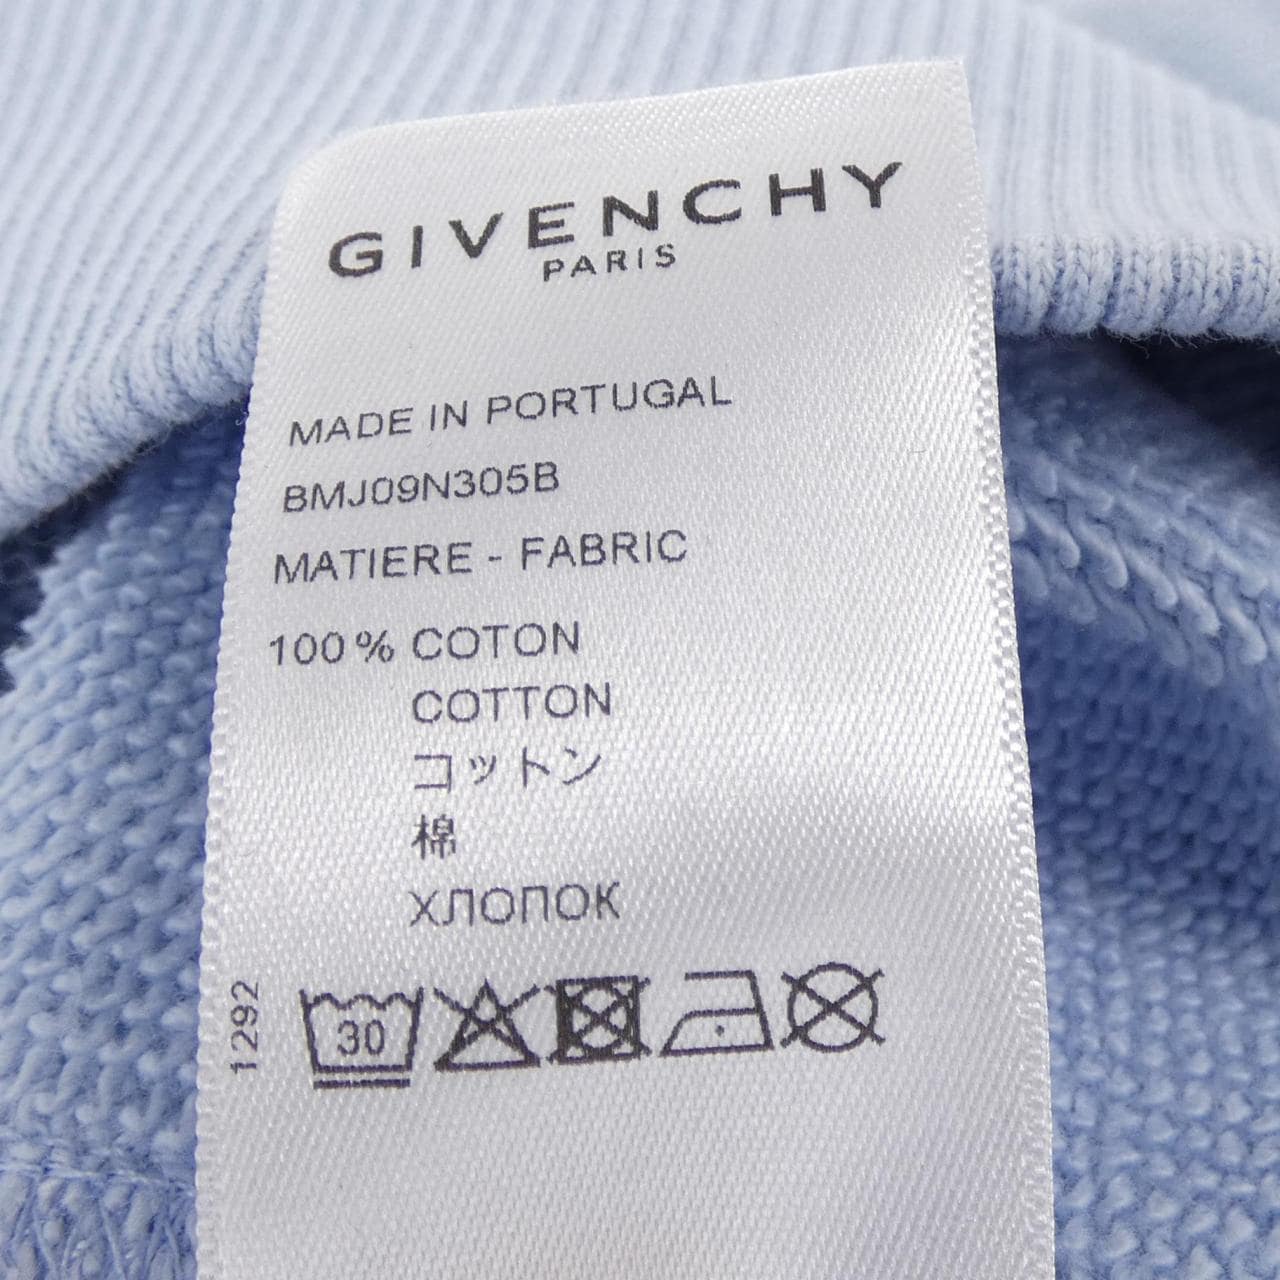 GIVENCHY
PARIS
MADE IN PORTUGAL
BMJ09N305B
MATIERE - FABRIC
100% COTON
COTTON
コットン
棉
ХЛОПОК
1292
30